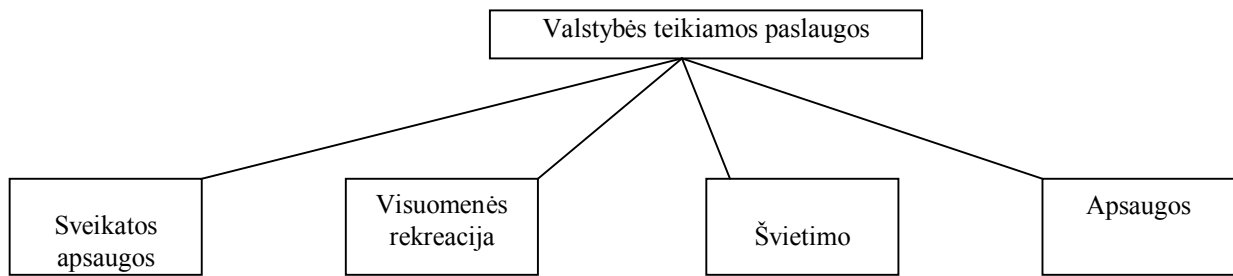 Valstybės teikiamos paslaugos
Sveikatos
apsaugos
Visuomenės
rekreacija
Švietimo
Apsaugos